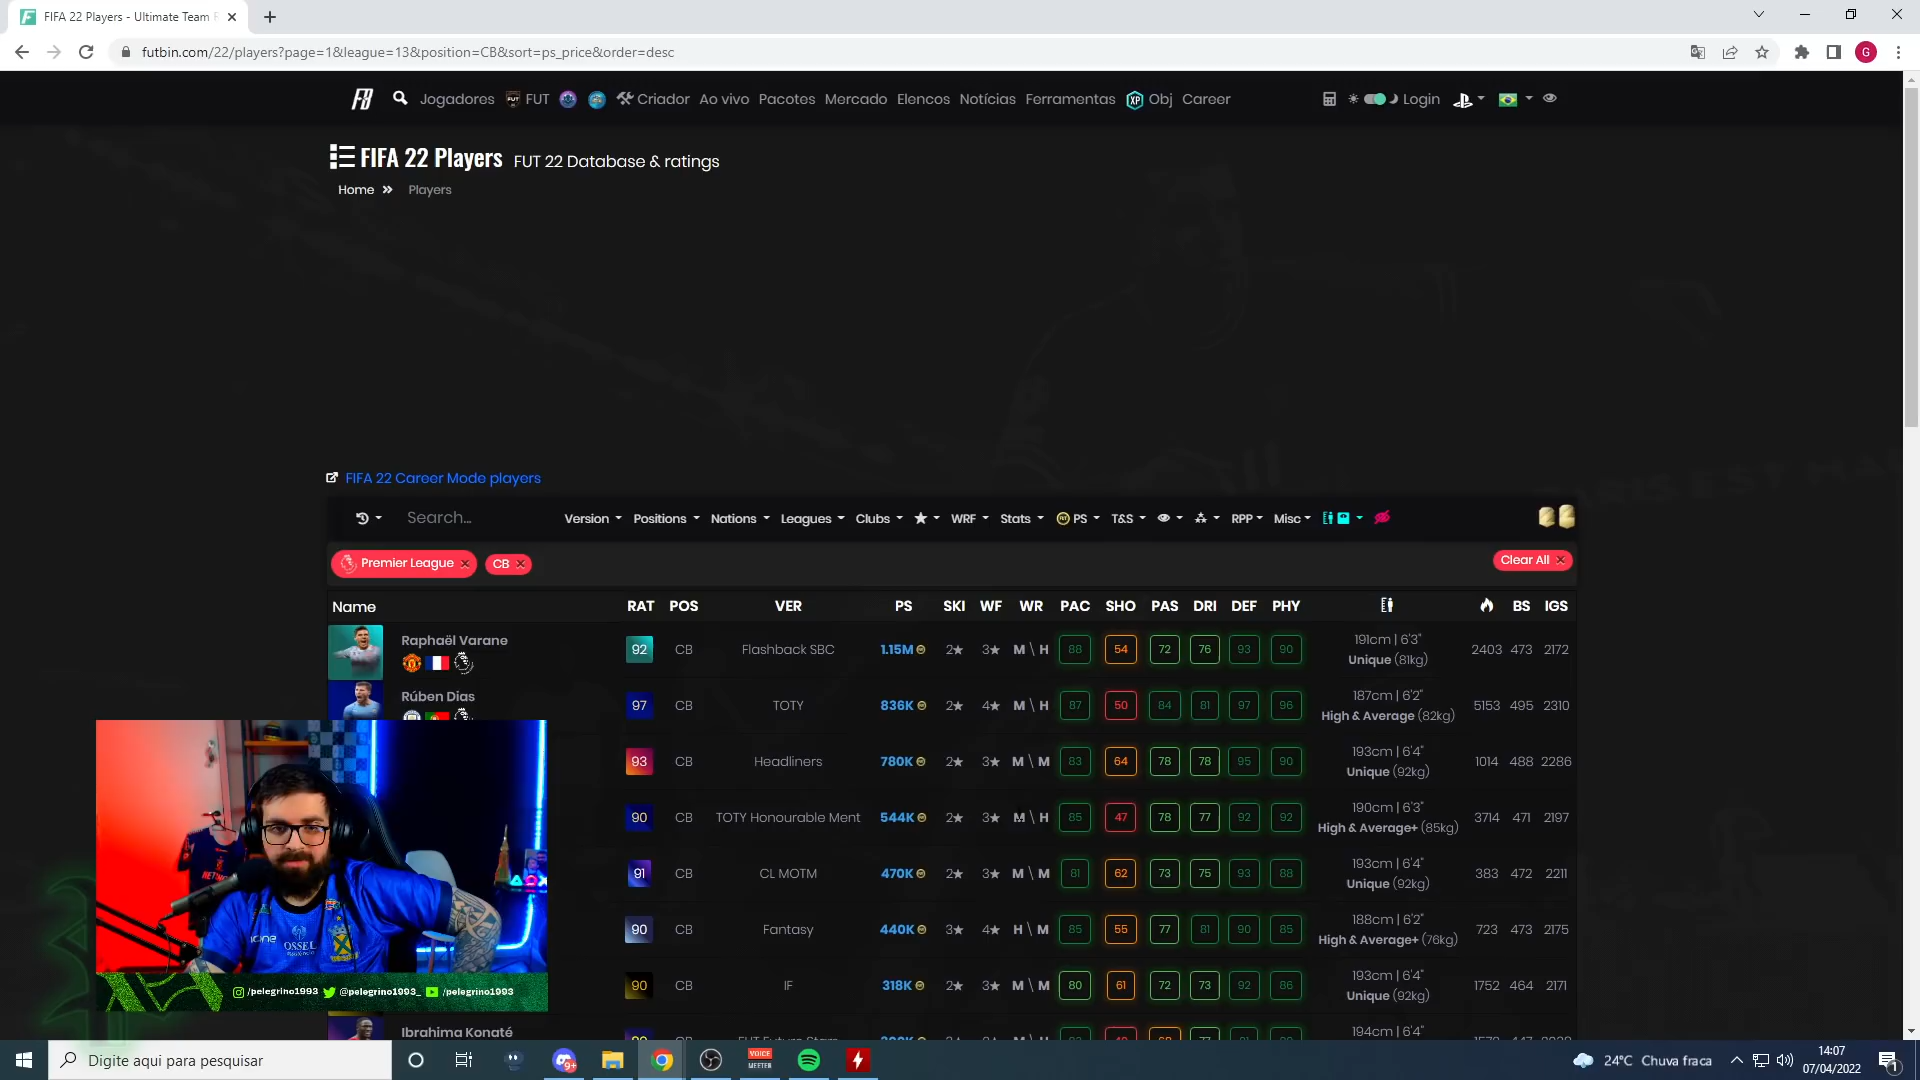 FIFA 22 Players - Ultimate Team
futbin.com/22/players?page=1&league=13&position=CB&sort=ps_price&order=desc
G
Jogadores FUT Criador Ao vivo Pacotes Mercado Elencos Notícias Ferramentas XP Obj Career Login
FIFA 22 Players FUT 22 Database & ratings
Home » Players
FIFA 22 Career Mode players
Search... Version Positions Nations Leagues Clubs WRF Stats PS T&S RPP Misc
Premier League × CB × Clear All ×
Name RAT POS VER PS SKI WF WR PAC SHO PAS DRI DEF PHY BS IGS
Raphaël Varane 92 CB Flashback SBC 1.15M 2★ 3★ M \ H 88 54 72 76 93 90 191cm | 6'3" Unique (81kg) 2403 473 2172
Rúben Dias 97 CB TOTY 836K 2★ 4★ M \ H 87 50 84 81 97 96 187cm | 6'2" High & Average (82kg) 5153 495 2310
93 CB Headliners 780K 2★ 3★ M \ M 83 64 78 78 95 90 193cm | 6'4" Unique (92kg) 1014 488 2286
90 CB TOTY Honourable Ment 544K 2★ 3★ M \ H 85 47 78 77 92 92 190cm | 6'3" High & Average+ (85kg) 3714 471 2197
91 CB CL MOTM 470K 2★ 3★ M \ M 81 62 73 75 93 88 193cm | 6'4" Unique (92kg) 383 472 2211
90 CB Fantasy 440K 3★ 4★ H \ M 85 55 77 81 90 85 188cm | 6'2" High & Average+ (76kg) 723 473 2175
90 CB IF 318K 2★ 3★ M \ M 80 61 72 73 92 86 193cm | 6'4" Unique (92kg) 1752 464 2171
Ibrahima Konaté 194cm | 6'4"
OSSEL
/pelegrino1993 @pelegrino1993_ /pelegrino1993
Digite aqui para pesquisar
9+
VOICE
MEETER
24°C Chuva fraca
14:07
07/04/2022
1